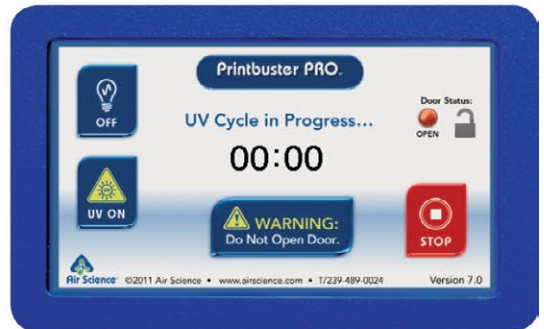 Printbuster PRO™
OFF
UV Cycle in Progress...
Door Status:
OPEN
00:00
UV ON
WARNING:
Do Not Open Door.
STOP
Air Science® ©2011 Air Science • www.airscience.com • T/239-489-0024 Version 7.0